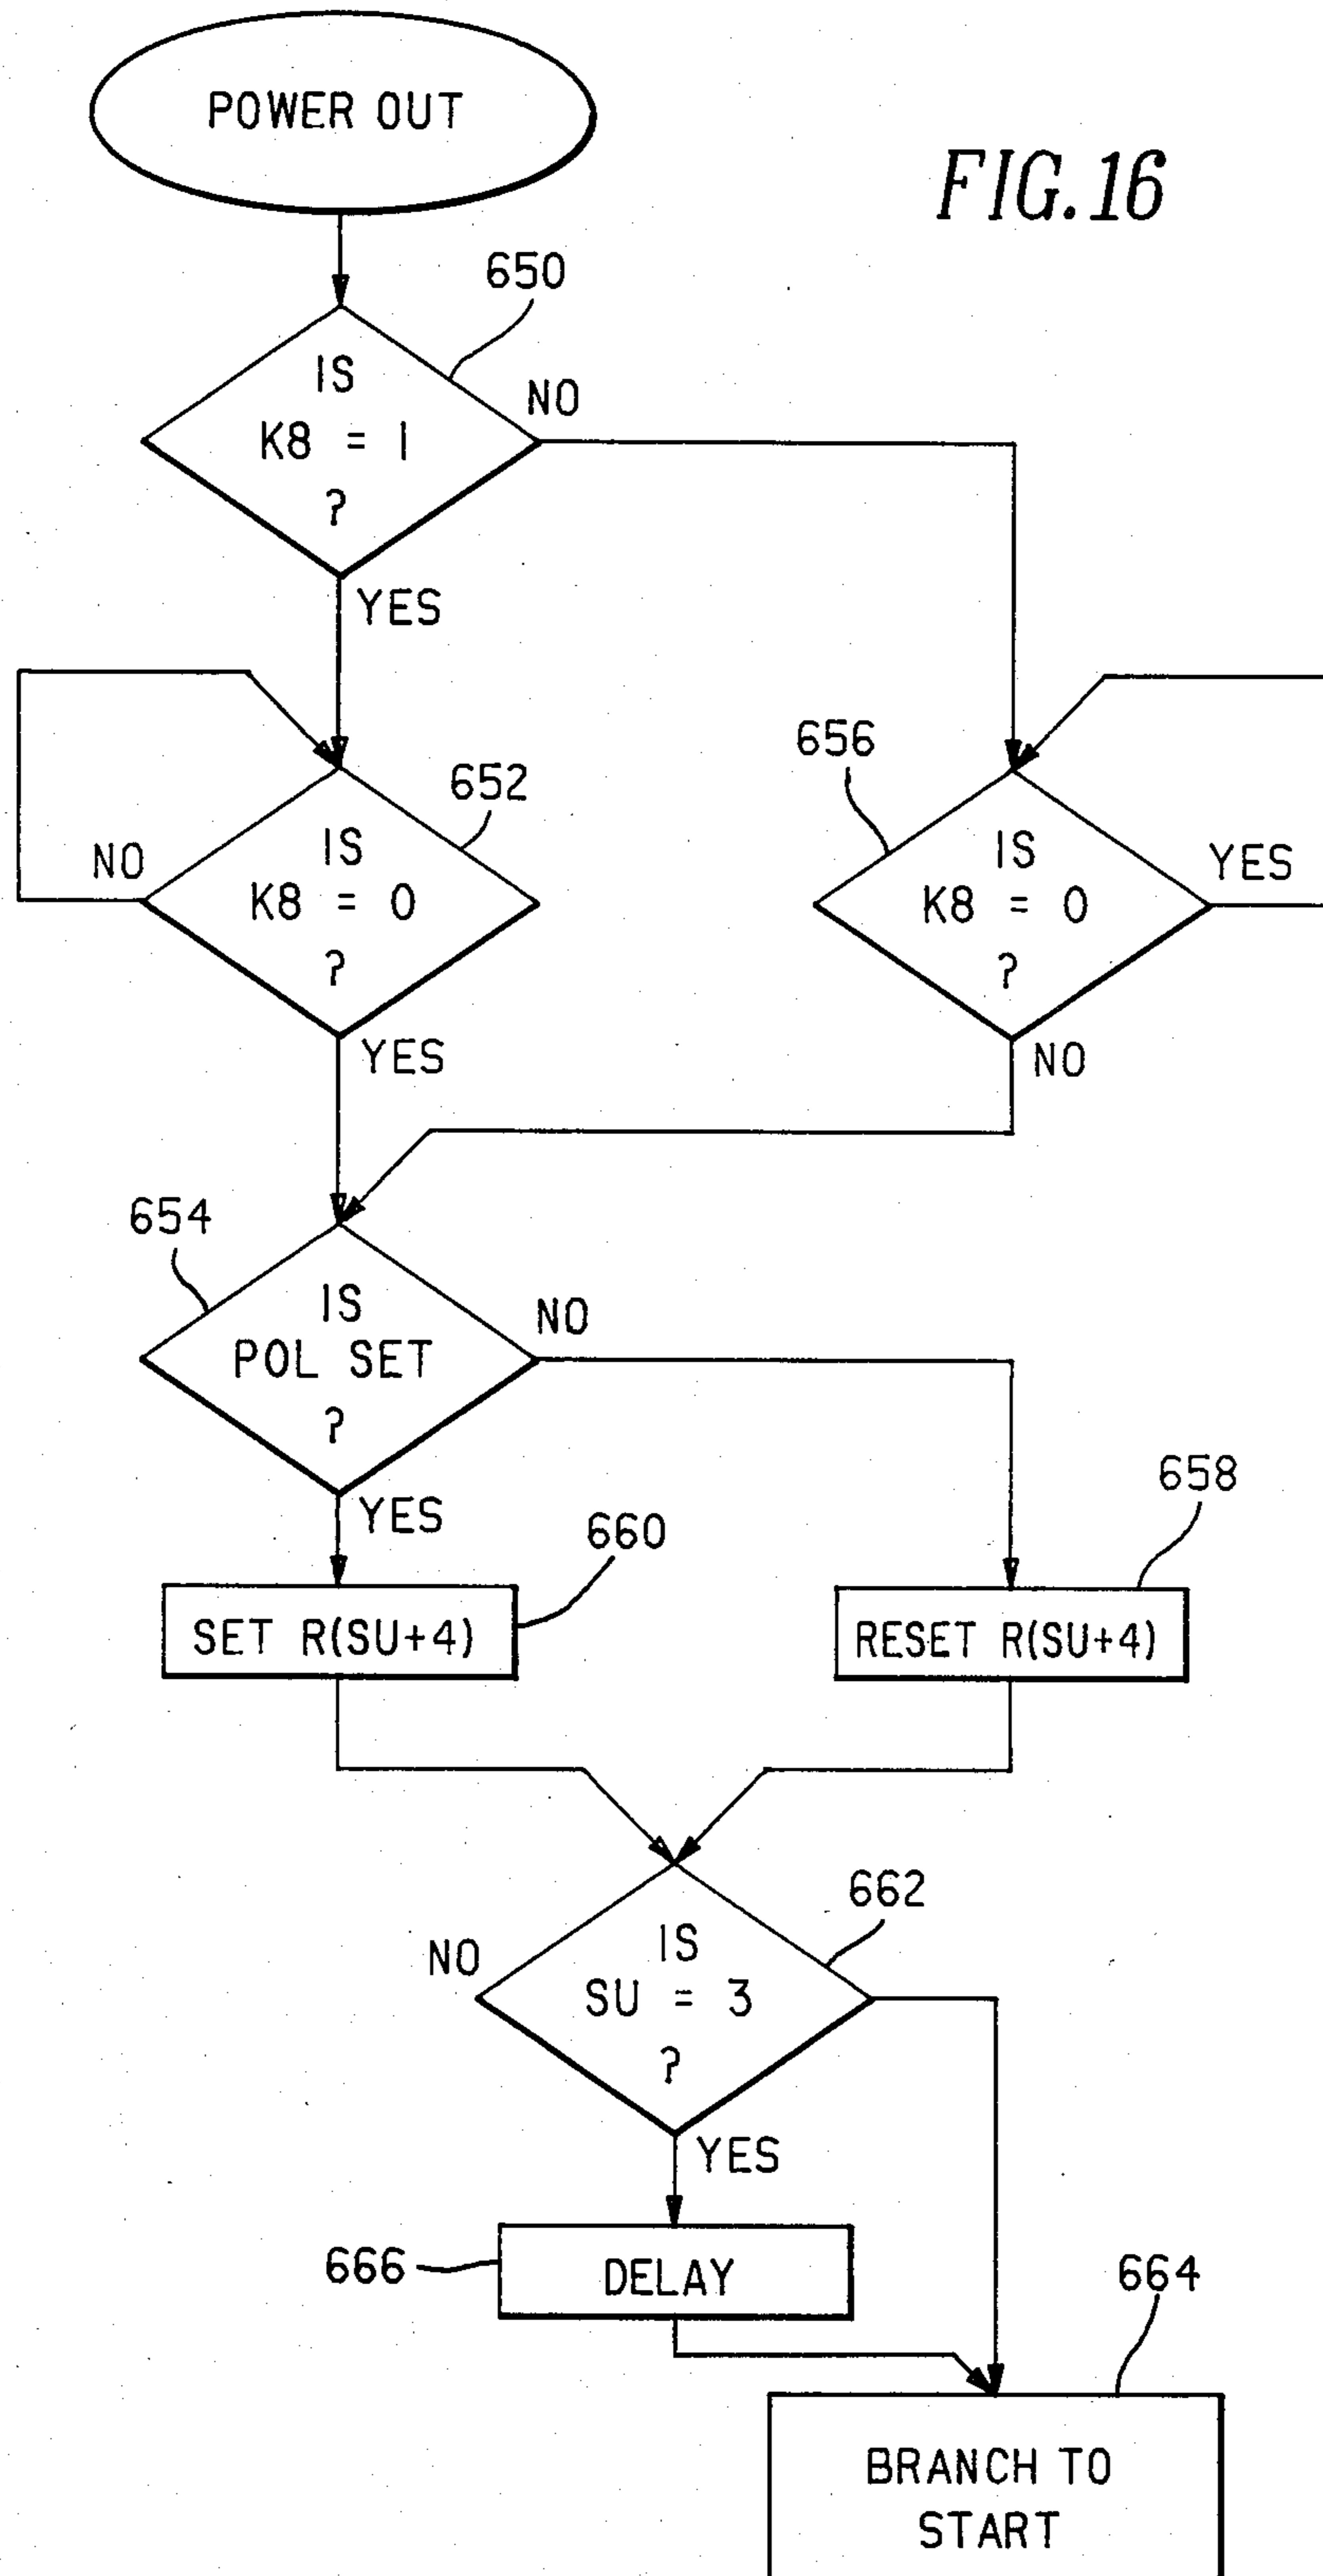 POWER OUT
FIG. 16
650
IS
K8 = 1
?
NO
YES
652
656
NO
IS
K8 = 0
?
YES
IS
K8 = 0
?
YES
NO
654
IS
POL SET
?
NO
YES
660
658
SET R(SU+4)
RESET R(SU+4)
662
NO
IS
SU = 3
?
YES
666
DELAY
664
BRANCH TO
START